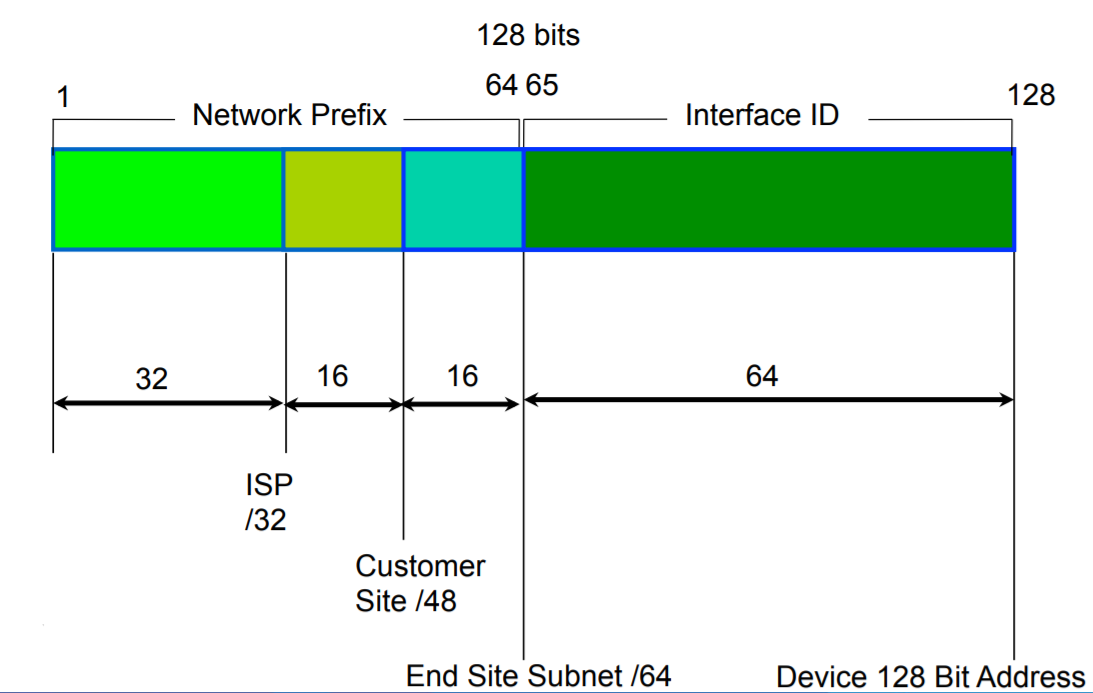 128 bits
1
64 65
128
Network Prefix
Interface ID
32
16
16
64
ISP
/32
Customer
Site /48
End Site Subnet /64
Device 128 Bit Address